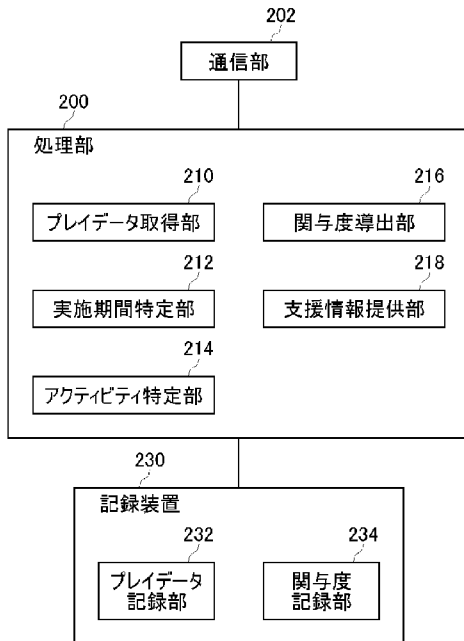 202
通信部
200
処理部
210
プレイデータ取得部
216
関与度導出部
212
実施期間特定部
218
支援情報提供部
214
アクティビティ特定部
230
記録装置
232
プレイデータ
記録部
234
関与度
記録部